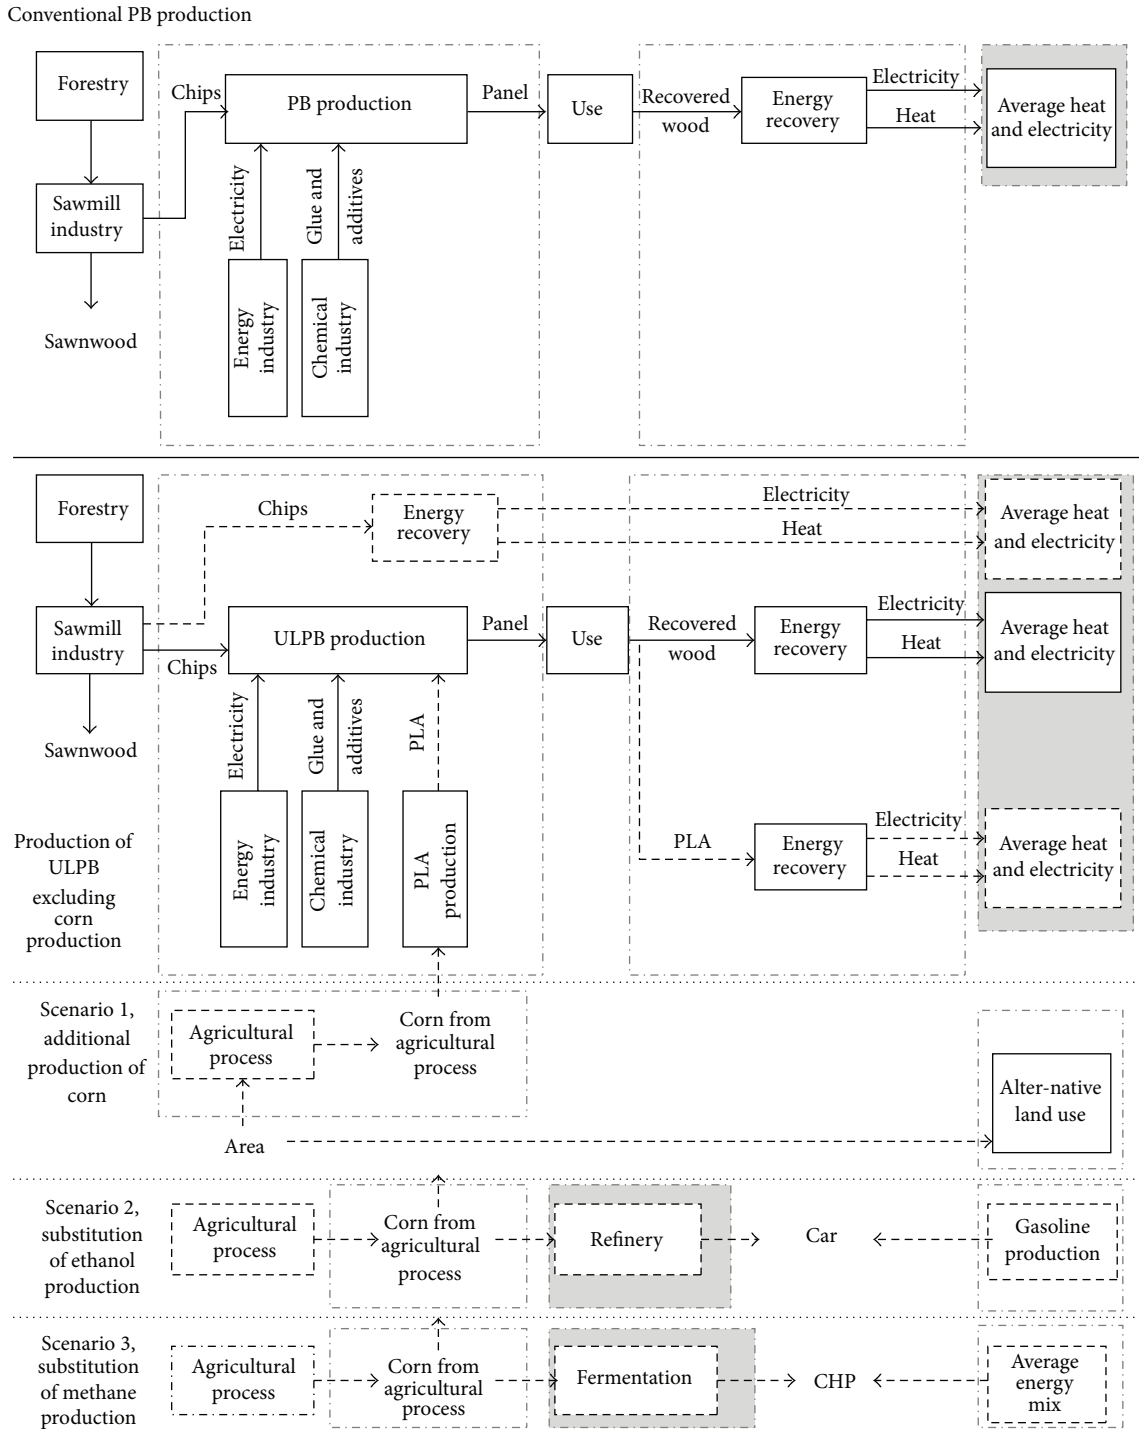 Conventional PB production
Forestry
Chips
PB production
Panel
Use
Recovered
wood
Energy
recovery
Electricity
Heat
Average heat
and electricity
Sawmill
industry
Sawnwood
Electricity
Glue and
additives
Energy
industry
Chemical
industry
Forestry
Chips
Energy
recovery
Electricity
Heat
Average heat
and electricity
Sawmill
industry
Chips
ULPB production
Panel
Use
Recovered
wood
Energy
recovery
Electricity
Heat
Average heat
and electricity
Sawnwood
Electricity
Glue and
additives
PLA
Energy
industry
Chemical
industry
PLA
production
PLA
Energy
recovery
Electricity
Heat
Average heat
and electricity
Production of
ULPB
excluding
corn
production
Scenario 1,
additional
production of
corn
Agricultural
process
Corn from
agricultural
process
Area
Alter-native
land use
Scenario 2,
substitution
of ethanol
production
Agricultural
process
Corn from
agricultural
process
Refinery
Car
Gasoline
production
Scenario 3,
substitution
of methane
production
Agricultural
process
Corn from
agricultural
process
Fermentation
CHP
Average
energy
mix